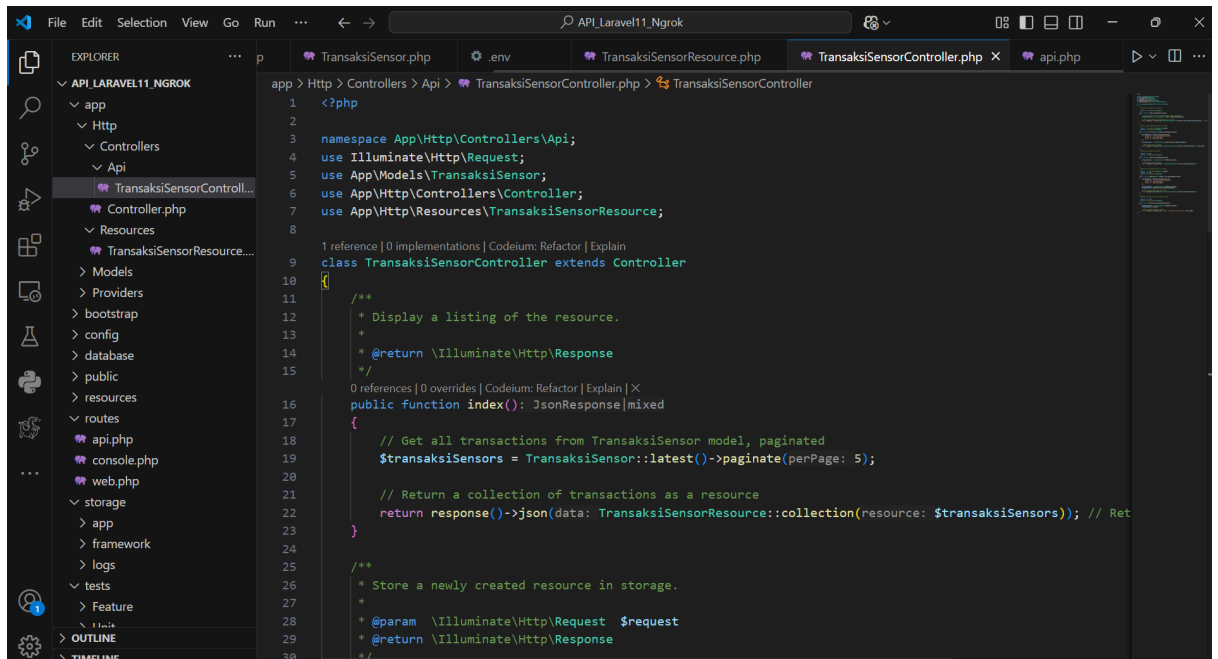 File Edit Selection View Go Run ··· API_Laravel11_Ngrok
EXPLORER ···
API_LARAVEL11_NGROK
app
Http
Controllers
Api
TransaksiSensorControll...
Controller.php
Resources
TransaksiSensorResource....
Models
Providers
bootstrap
config
database
public
resources
routes
api.php
console.php
web.php
storage
app
framework
logs
tests
Feature
Unit
OUTLINE
TIMELINE
1
p TransaksiSensor.php .env TransaksiSensorResource.php TransaksiSensorController.php api.php
app > Http > Controllers > Api > TransaksiSensorController.php > TransaksiSensorController
1 <?php
2
3 namespace App\Http\Controllers\Api;
4 use Illuminate\Http\Request;
5 use App\Models\TransaksiSensor;
6 use App\Http\Controllers\Controller;
7 use App\Http\Resources\TransaksiSensorResource;
8
1 reference | 0 implementations | Codeium: Refactor | Explain
9 class TransaksiSensorController extends Controller
10 {
11 /**
12 * Display a listing of the resource.
13 *
14 * @return \Illuminate\Http\Response
15 */
0 references | 0 overrides | Codeium: Refactor | Explain | X
16 public function index(): JsonResponse|mixed
17 {
18 // Get all transactions from TransaksiSensor model, paginated
19 $transaksiSensors = TransaksiSensor::latest()->paginate(perPage: 5);
20
21 // Return a collection of transactions as a resource
22 return response()->json(data: TransaksiSensorResource::collection(resource: $transaksiSensors)); // Ret
23 }
24
25 /**
26 * Store a newly created resource in storage.
27 *
28 * @param \Illuminate\Http\Request $request
29 * @return \Illuminate\Http\Response
30 */